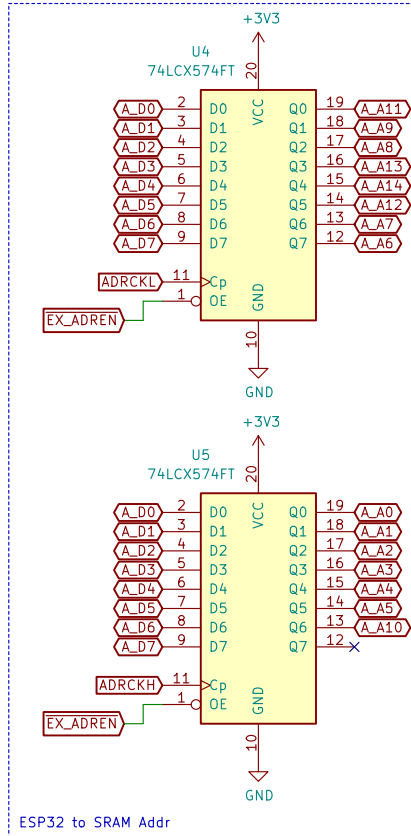 +3V3
U4
74LCX574FT
20
VCC
A_D0 2 D0 Q0 19 A_A11
A_D1 3 D1 Q1 18 A_A9
A_D2 4 D2 Q2 17 A_A8
A_D3 5 D3 Q3 16 A_A13
A_D4 6 D4 Q4 15 A_A14
A_D5 7 D5 Q5 14 A_A12
A_D6 8 D6 Q6 13 A_A7
A_D7 9 D7 Q7 12 A_A6
ADRCKL 11 Cp
EX_ADREN 1 OE
GND
10
GND
+3V3
U5
74LCX574FT
20
VCC
A_D0 2 D0 Q0 19 A_A0
A_D1 3 D1 Q1 18 A_A1
A_D2 4 D2 Q2 17 A_A2
A_D3 5 D3 Q3 16 A_A3
A_D4 6 D4 Q4 15 A_A4
A_D5 7 D5 Q5 14 A_A5
A_D6 8 D6 Q6 13 A_A10
A_D7 9 D7 Q7 12
ADRCKH 11 Cp
EX_ADREN 1 OE
GND
10
GND
ESP32 to SRAM Addr